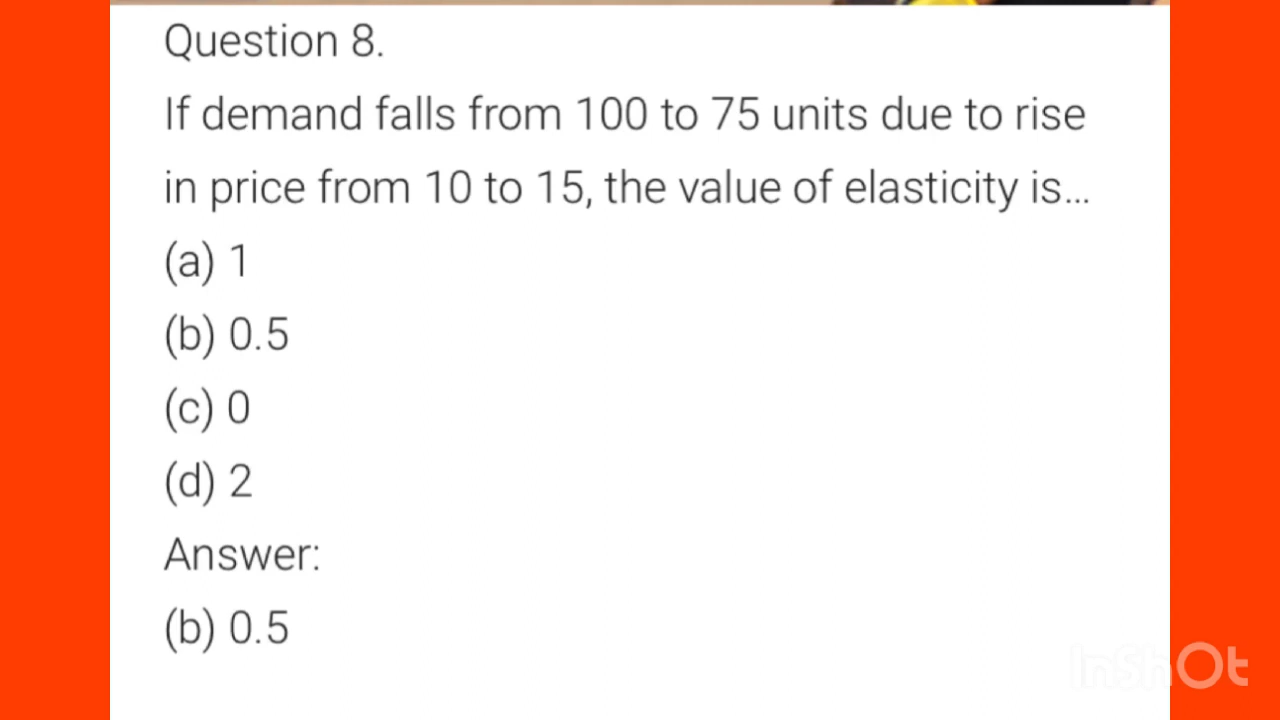 Question 8.
If demand falls from 100 to 75 units due to rise
in price from 10 to 15, the value of elasticity is...
(a) 1
(b) 0.5
(c) 0
(d) 2
Answer:
(b) 0.5
InShOt